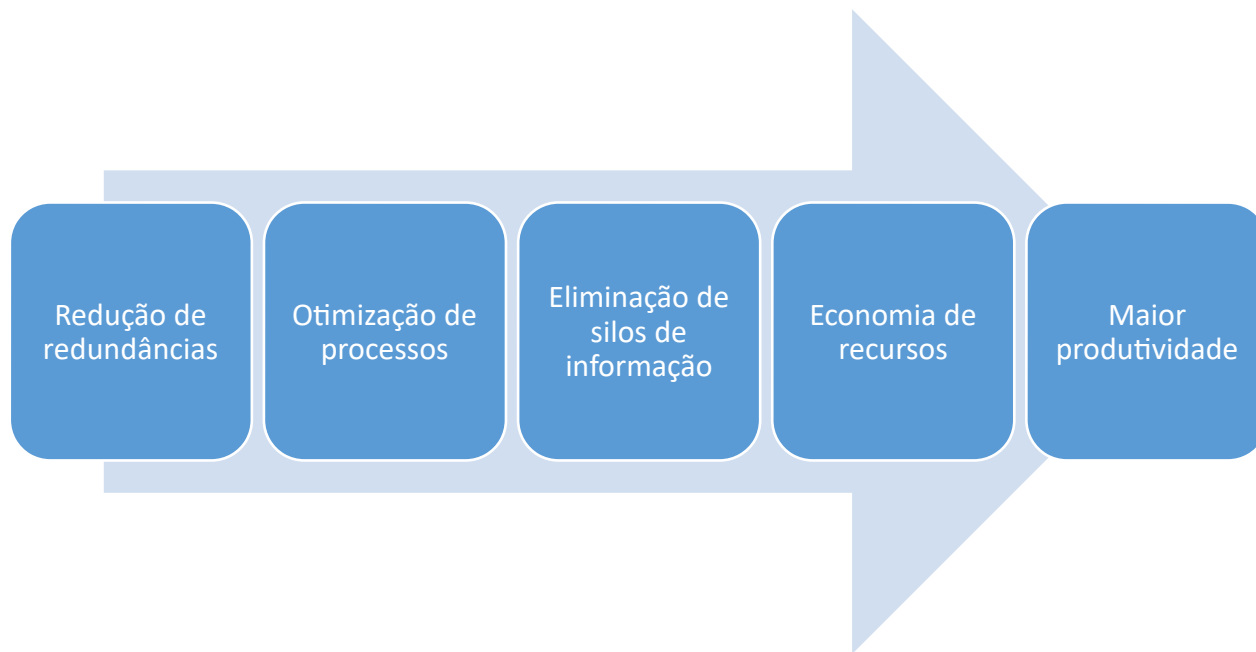 Redução de
redundâncias
Otimização de
processos
Eliminação de
silos de
informação
Economia de
recursos
Maior
produtividade